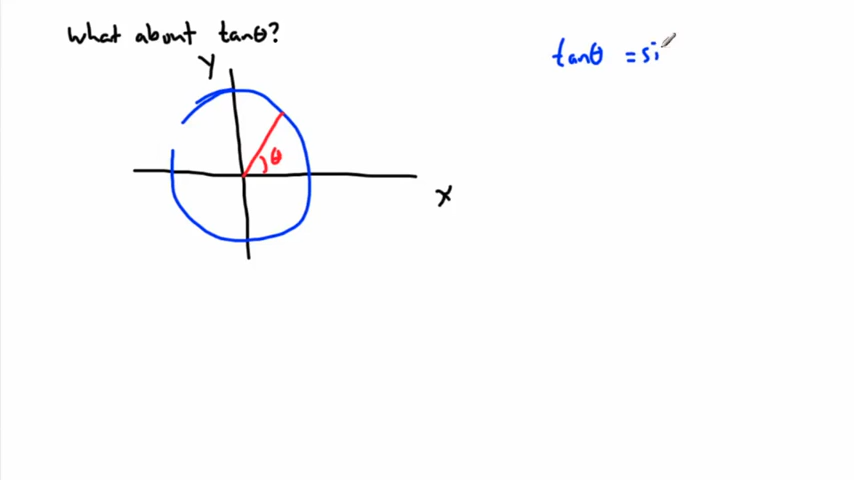 What about tanθ?
tanθ = si
y
θ
x